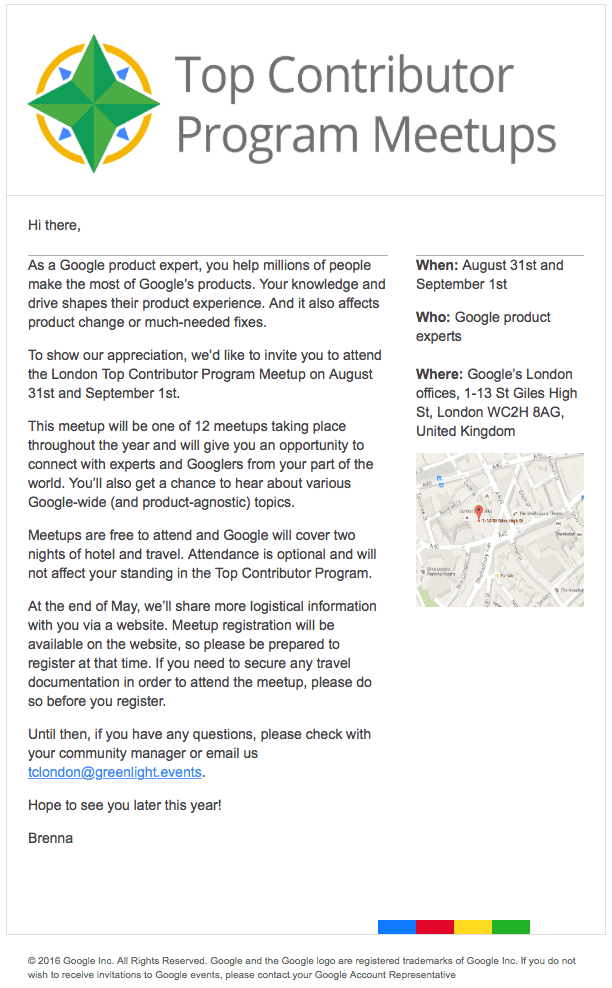 Top Contributor
Program Meetups
Hi there,
As a Google product expert, you help millions of people
make the most of Google's products. Your knowledge and
drive shapes their product experience. And it also affects
product change or much-needed fixes.
To show our appreciation, we'd like to invite you to attend
the London Top Contributor Program Meetup on August
31st and September 1st.
This meetup will be one of 12 meetups taking place
throughout the year and will give you an opportunity to
connect with experts and Googlers from your part of the
world. You'll also get a chance to hear about various
Google-wide (and product-agnostic) topics.
Meetups are free to attend and Google will cover two
nights of hotel and travel. Attendance is optional and will
not affect your standing in the Top Contributor Program.
At the end of May, we'll share more logistical information
with you via a website. Meetup registration will be
available on the website, so please be prepared to
register at that time. If you need to secure any travel
documentation in order to attend the meetup, please do
so before you register.
Until then, if you have any questions, please check with
your community manager or email us
tclondon@greenlight.events.
Hope to see you later this year!
Brenna
When: August 31st and
September 1st
Who: Google product
experts
Where: Google's London
offices, 1-13 St Giles High
St, London WC2H 8AG,
United Kingdom
A40
1-13 St Giles High St
A40
© 2016 Google Inc. All Rights Reserved. Google and the Google logo are registered trademarks of Google Inc. If you do not
wish to receive invitations to Google events, please contact your Google Account Representative